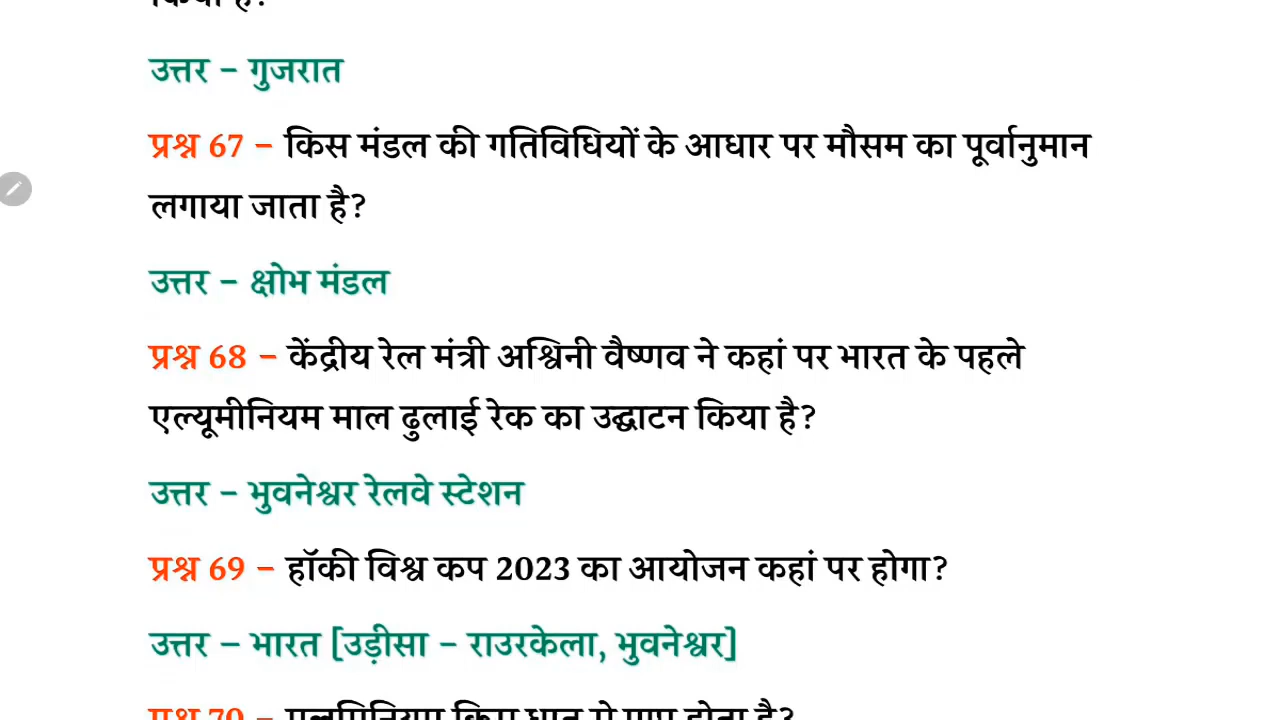 उत्तर – गुजरात
प्रश्न 67 – किस मंडल की गतिविधियों के आधार पर मौसम का पूर्वानुमान
लगाया जाता है?
उत्तर – क्षोभ मंडल
प्रश्न 68 – केंद्रीय रेल मंत्री अश्विनी वैष्णव ने कहां पर भारत के पहले
एल्यूमीनियम माल ढुलाई रेक का उद्घाटन किया है?
उत्तर – भुवनेश्वर रेलवे स्टेशन
प्रश्न 69 – हॉकी विश्व कप 2023 का आयोजन कहां पर होगा?
उत्तर – भारत [उड़ीसा – राउरकेला, भुवनेश्वर]
प्रश्न 70 –